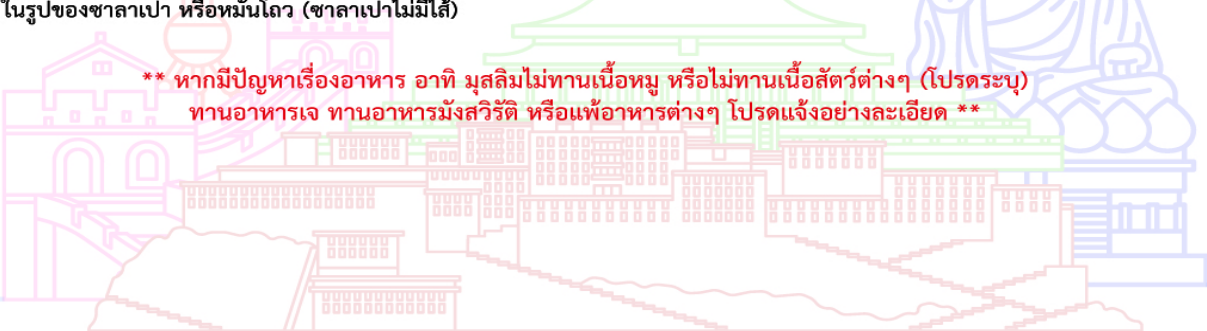 ในรูปของซาลาเปา หรือหมั่นโถว (ซาลาเปาไม่มีไส้)
** หากมีปัญหาเรื่องอาหาร อาทิ มุสลิมไม่ทานเนื้อหมู หรือไม่ทานเนื้อสัตว์ต่างๆ (โปรดระบุ)
ทานอาหารเจ ทานอาหารมังสวิรัติ หรือแพ้อาหารต่างๆ โปรดแจ้งอย่างละเอียด **